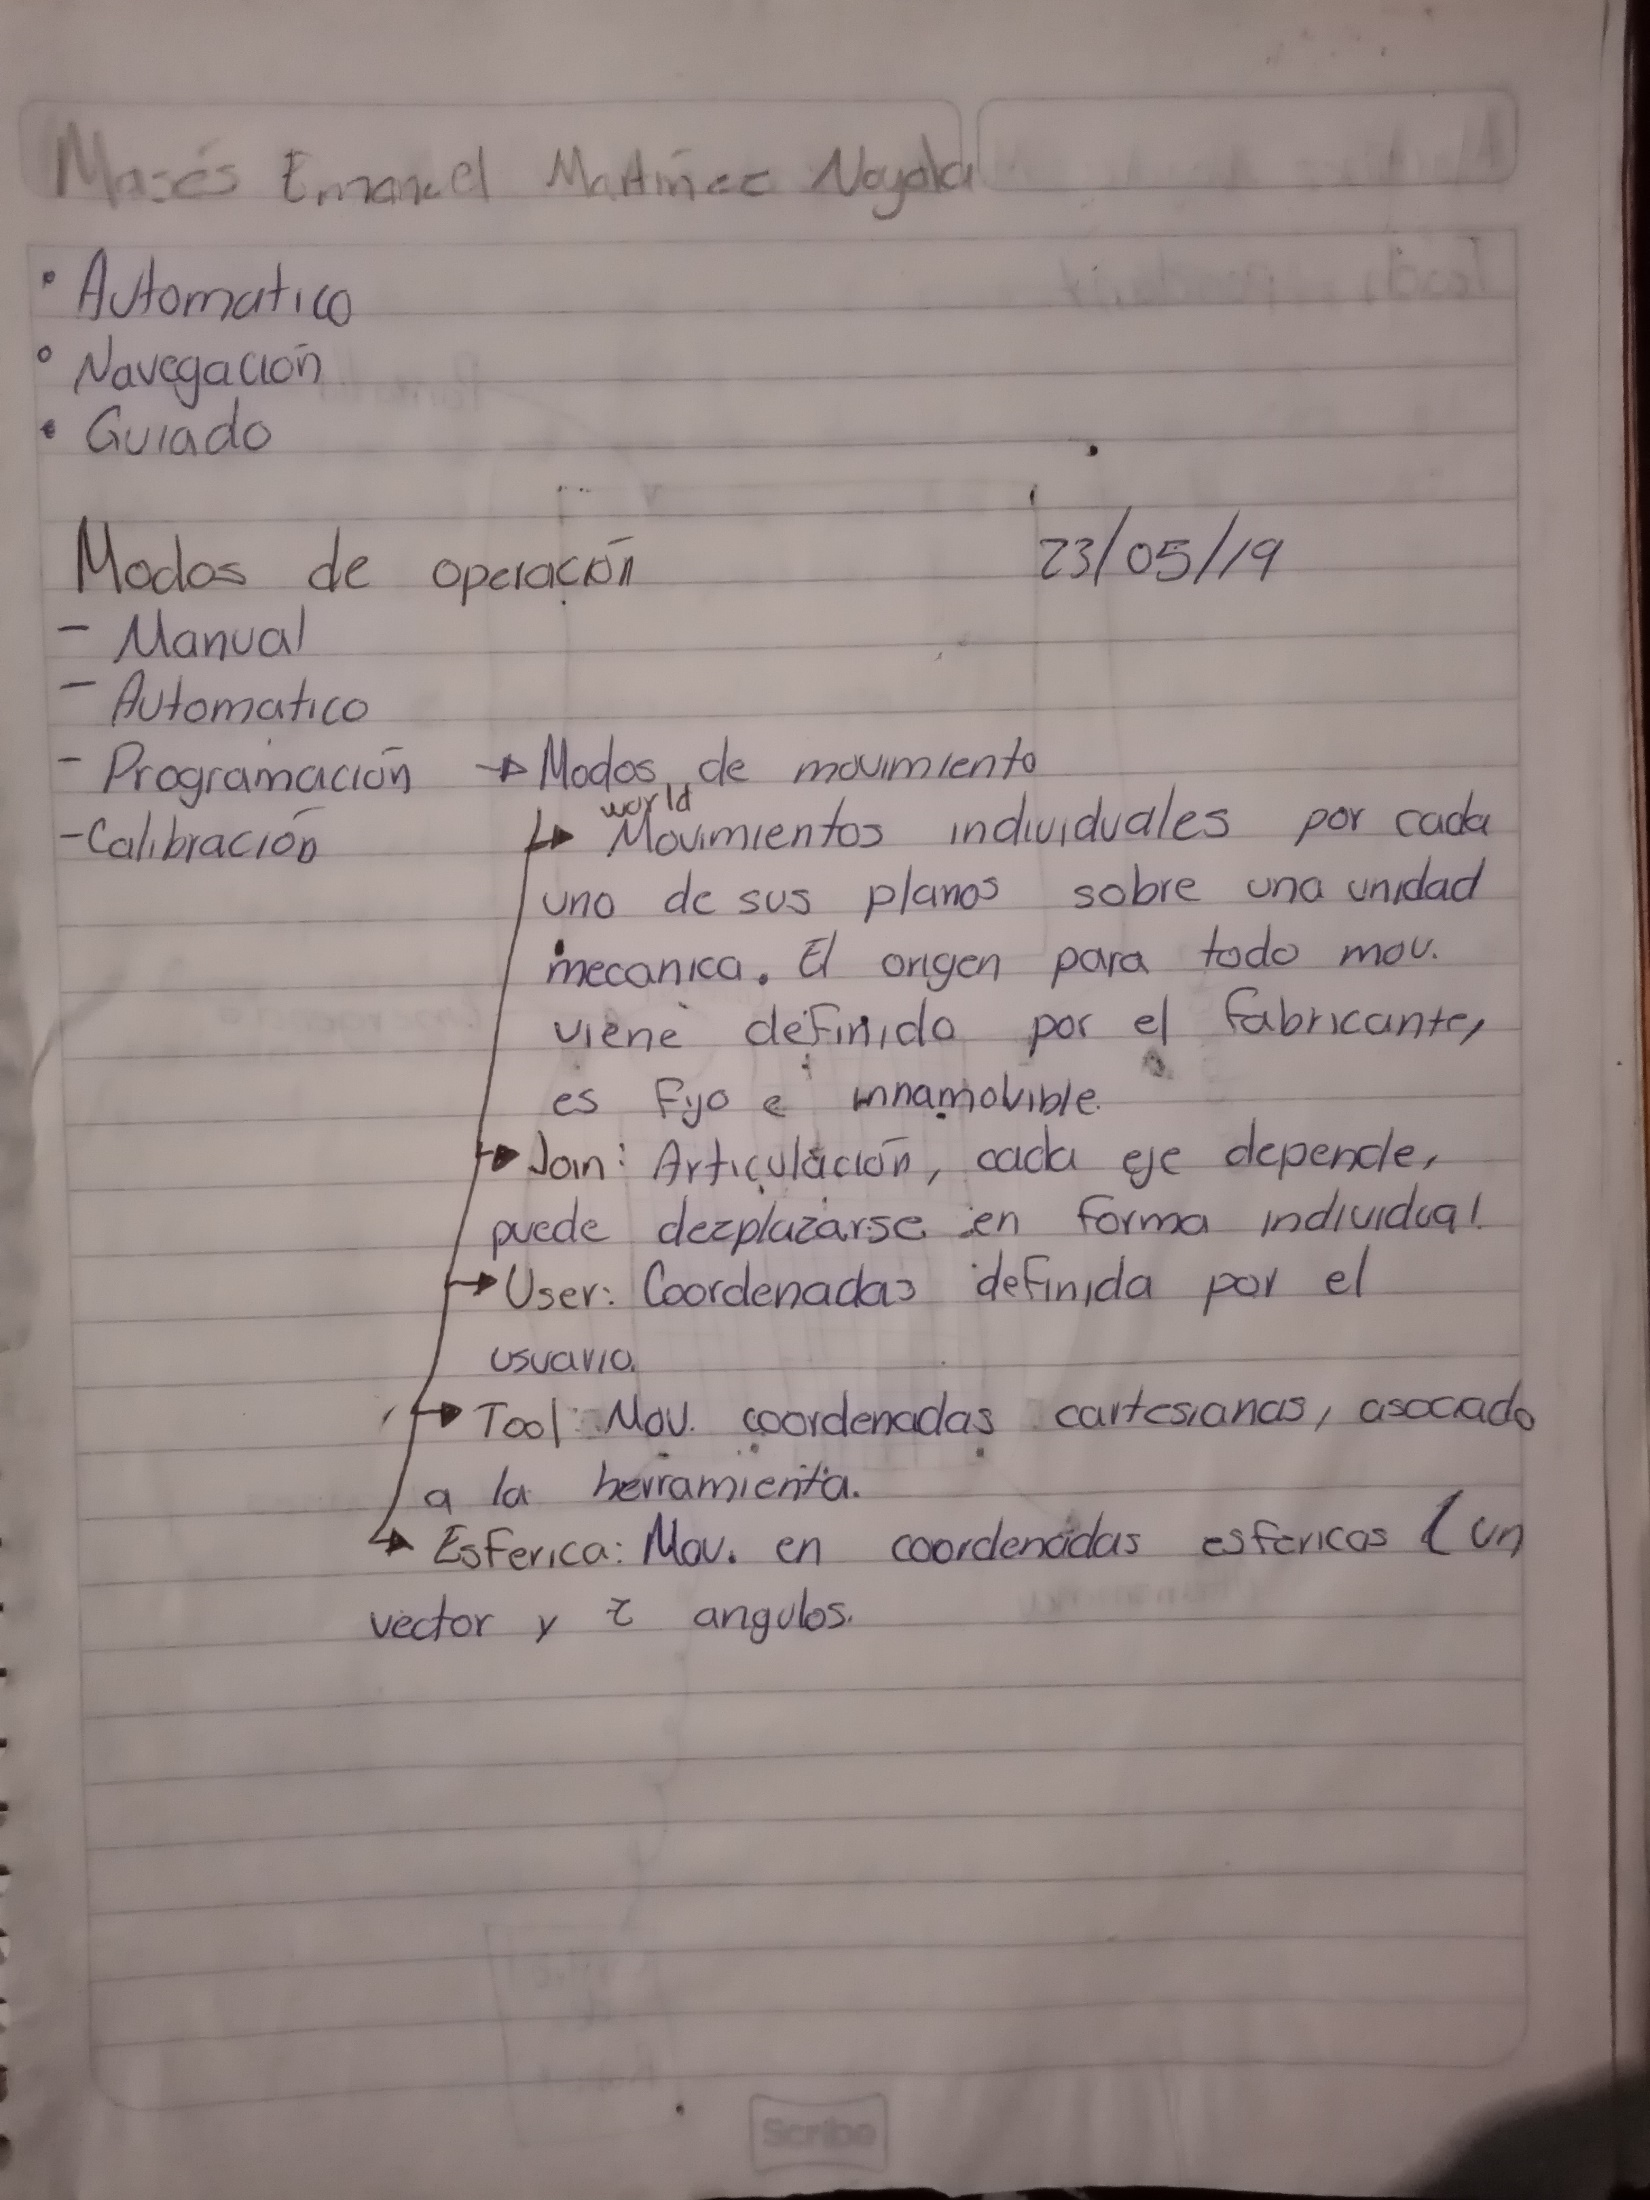 Masés Emanuel Martínez Noyola
• Automatico
• Navegación
• Guiado
Modos de operación 23/05/19
- Manual
- Automatico
- Programación → Modos de movimiento
world
- Calibración → Movimientos individuales por cada
uno de sus planos sobre una unidad
mecanica. El origen para todo mov.
viene definido por el fabricante,
es fijo e innamovible.
→ Join: Articulación, cada eje depende,
puede dezplazarse en forma individual.
→ User: Coordenadas definida por el
usuario.
→ Tool: Mov. coordenadas cartesianas, asociado
a la herramienta.
→ Esferica: Mov. en coordenadas esfericas (un
vector y 2 angulos.
Scribe